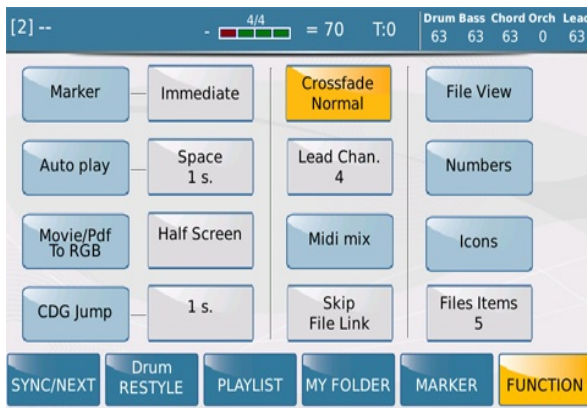 [2] --
4/4
- = 70 T:0
Drum Bass Chord Orch Lead
63 63 63 0 63
Marker
Immediate
Crossfade
Normal
File View
Auto play
Space
1 s.
Lead Chan.
4
Numbers
Movie/Pdf
To RGB
Half Screen
Midi mix
Icons
CDG Jump
1 s.
Skip
File Link
Files Items
5
SYNC/NEXT
Drum
RESTYLE
PLAYLIST
MY FOLDER
MARKER
FUNCTION